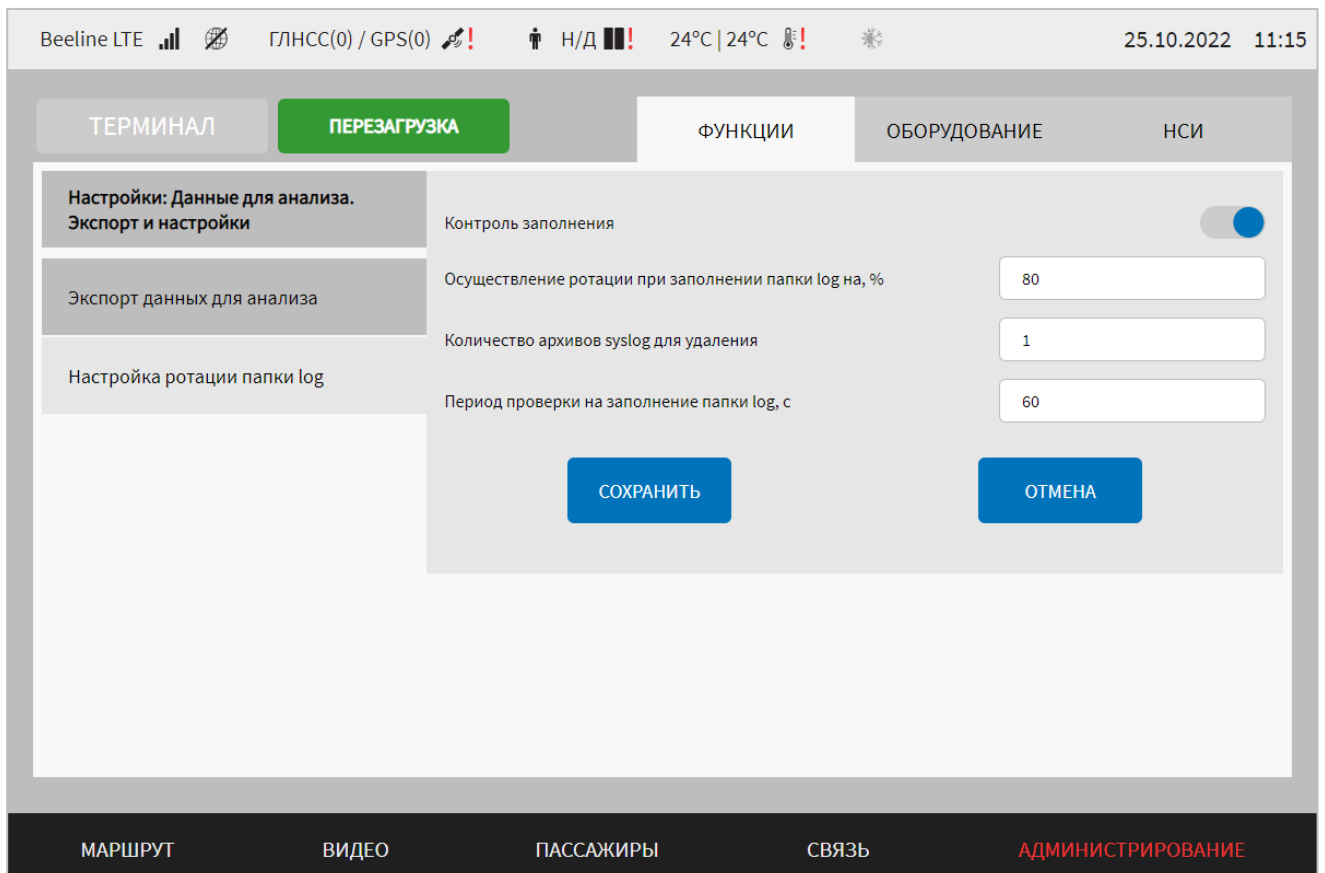 Beeline LTE ГЛНСС(0) / GPS(0) ! Н/Д ! 24°C | 24°C ! 25.10.2022 11:15
ТЕРМИНАЛ ПЕРЕЗАГРУЗКА ФУНКЦИИ ОБОРУДОВАНИЕ НСИ
Настройки: Данные для анализа.
Экспорт и настройки
Экспорт данных для анализа
Настройка ротации папки log
Контроль заполнения
Осуществление ротации при заполнении папки log на, % 80
Количество архивов syslog для удаления 1
Период проверки на заполнение папки log, с 60
СОХРАНИТЬ ОТМЕНА
МАРШРУТ ВИДЕО ПАССАЖИРЫ СВЯЗЬ АДМИНИСТРИРОВАНИЕ